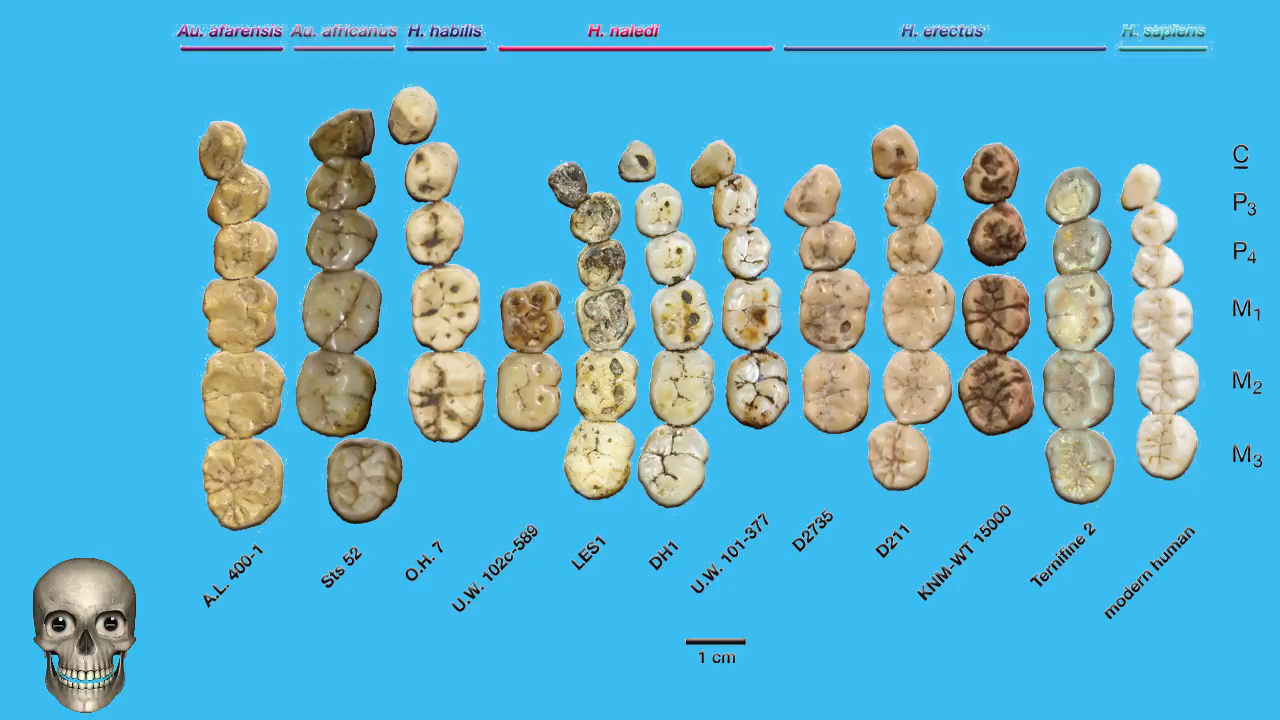 Au. afarensis Au. africanus H. habilis H. naledi H. erectus H. sapiens
C
P3
P4
M1
M2
M3
A.L. 400-1 Sts 52 O.H. 7 U.W. 102c-589 LES1 DH1 U.W. 101-377 D2735 D211 KNM-WT 15000 Ternifine 2 modern human
1 cm